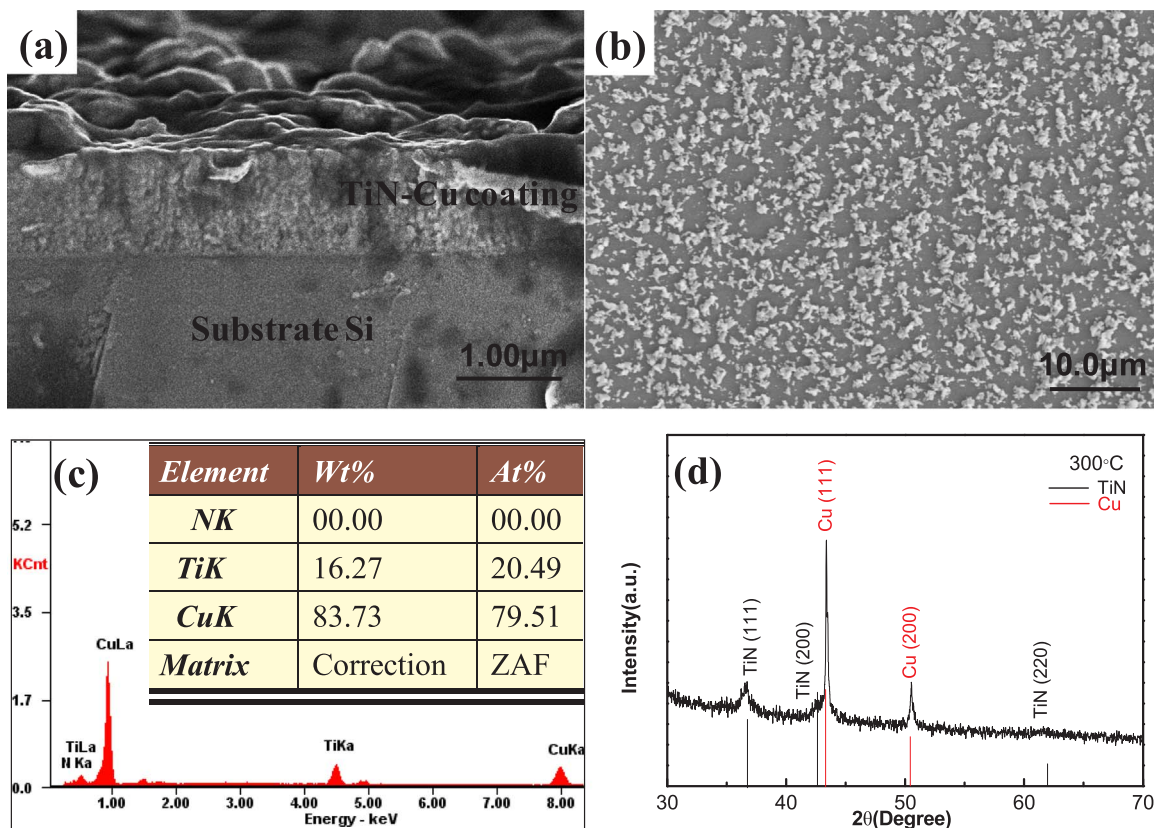 (a)
TiN-Cu coating
Substrate Si
1.00μm
(b)
10.0μm
(c)
Element Wt% At%
NK 00.00 00.00
TiK 16.27 20.49
CuK 83.73 79.51
Matrix Correction ZAF
5.2
KCnt
3.5
1.7
0.0
CuLa
TiLa
N Ka
TiKa
CuKa
1.00 2.00 3.00 4.00 5.00 6.00 7.00 8.00
Energy - keV
(d)
300°C
TiN
Cu
TiN (111)
TiN (200)
Cu (111)
Cu (200)
TiN (220)
Intensity(a.u.)
30 40 50 60 70
2θ(Degree)